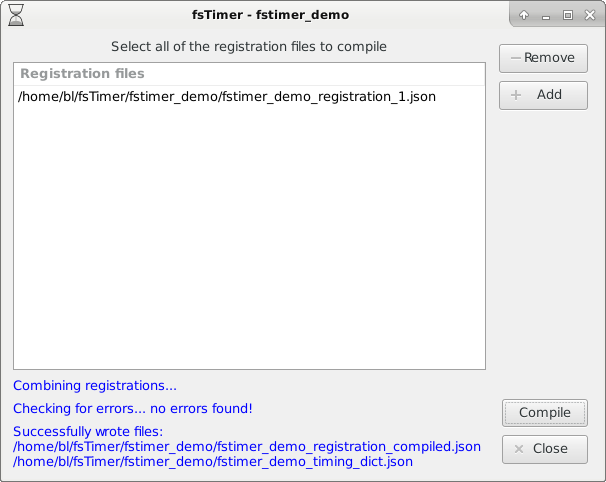 fsTimer - fstimer_demo
Select all of the registration files to compile
Remove
Registration files
Add
/home/bl/fsTimer/fstimer_demo/fstimer_demo_registration_1.json
Combining registrations...
Checking for errors... no errors found!
Compile
Successfully wrote files:
/home/bl/fsTimer/fstimer_demo/fstimer_demo_registration_compiled.json
Close
/home/bl/fsTimer/fstimer_demo/fstimer_demo_timing_dict.json